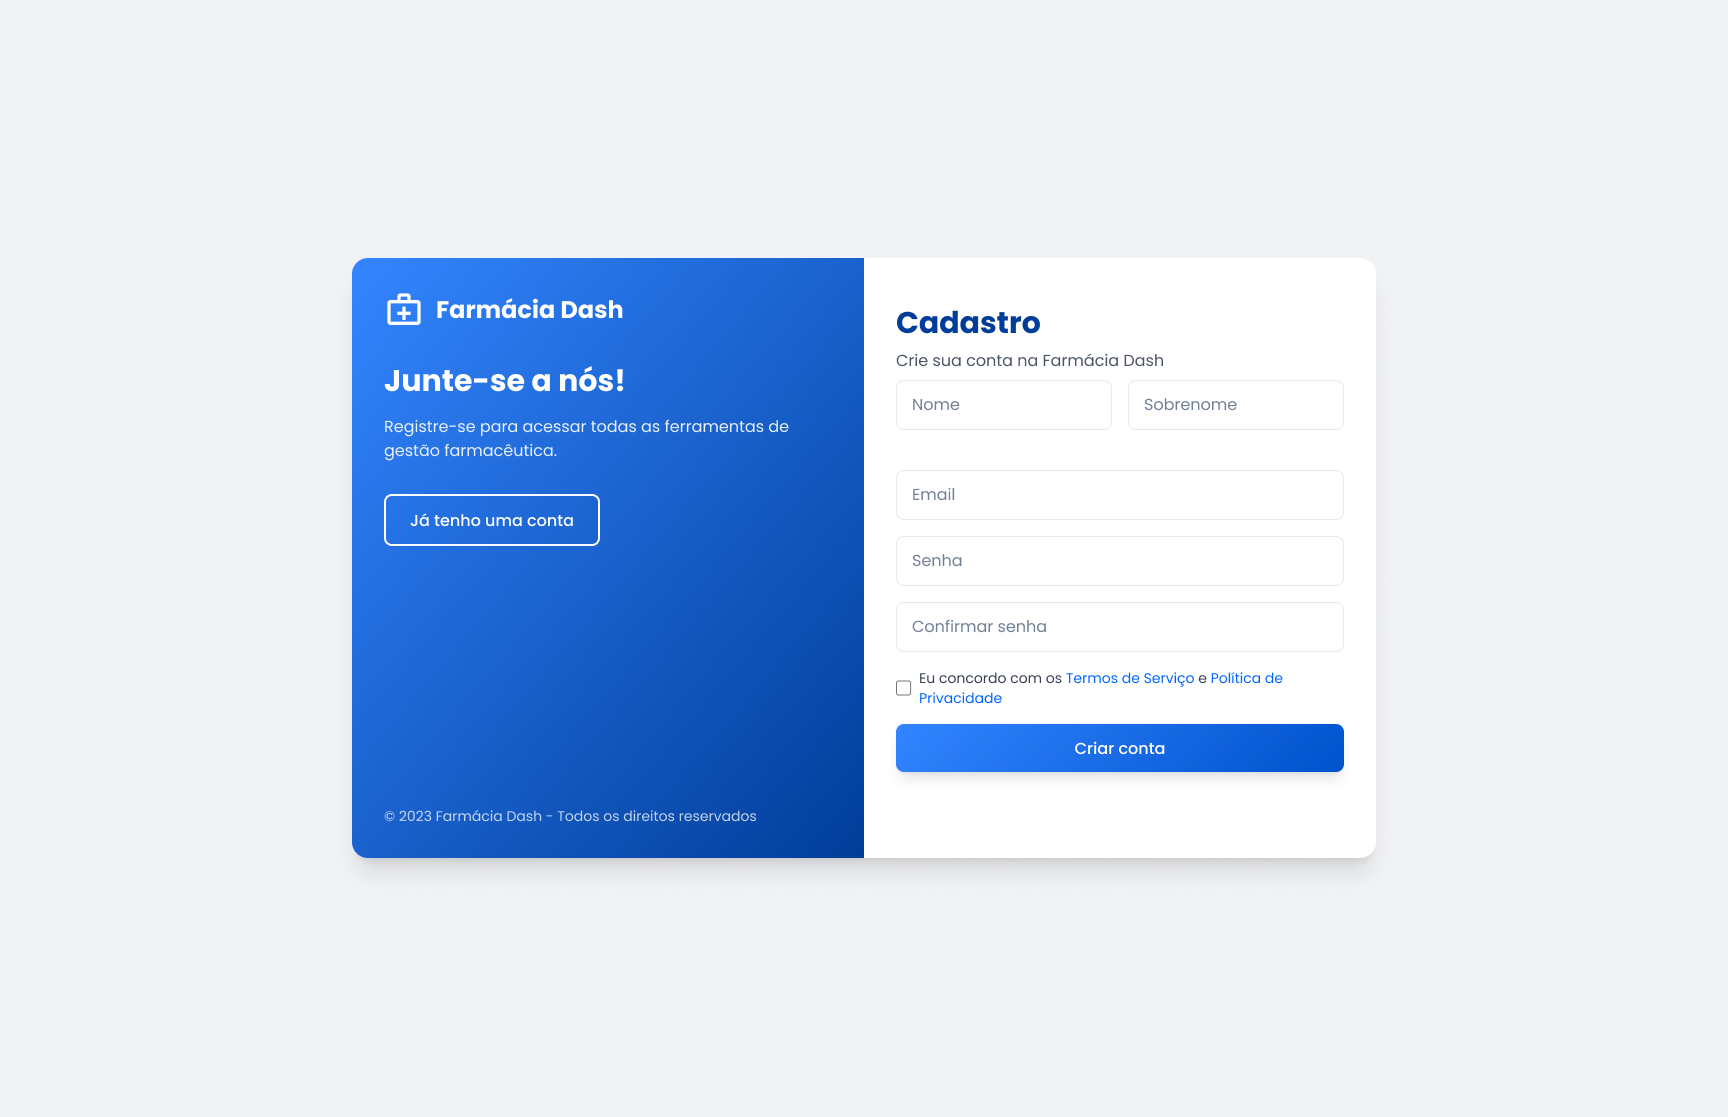 Farmácia Dash
Junte-se a nós!
Registre-se para acessar todas as ferramentas de
gestão farmacêutica.
Já tenho uma conta
© 2023 Farmácia Dash - Todos os direitos reservados
Cadastro
Crie sua conta na Farmácia Dash
Nome
Sobrenome
Email
Senha
Confirmar senha
Eu concordo com os Termos de Serviço e Política de
Privacidade
Criar conta